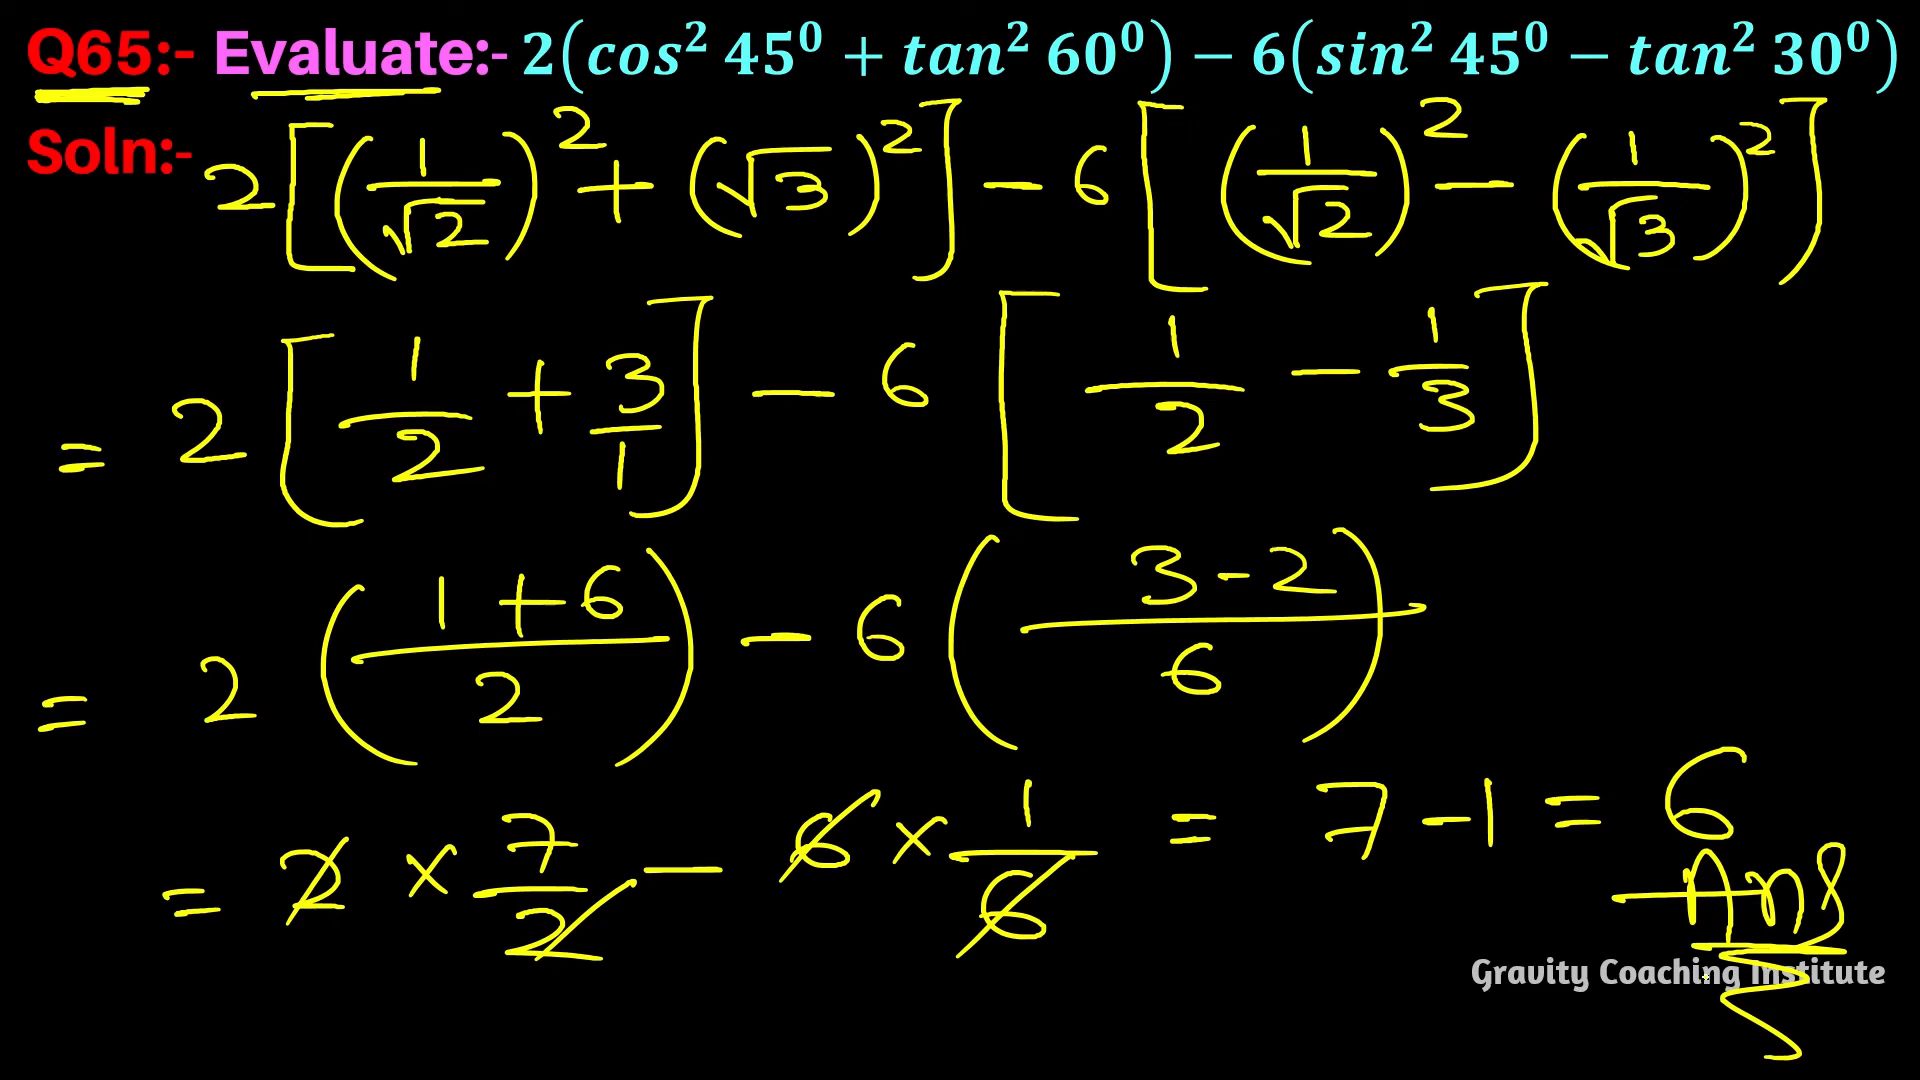 Q65:- Evaluate:- 2(cos² 45⁰ + tan² 60⁰) − 6(sin² 45⁰ − tan² 30⁰)
Soln:- 2[(1/√2)² + (√3)²] − 6[(1/√2)² − (1/√3)²]
= 2[1/2 + 3/1] − 6[1/2 − 1/3]
= 2((1+6)/2) − 6((3-2)/6)
= 2 × 7/2 − 6 × 1/6 = 7 − 1 = 6
Ans
Gravity Coaching Institute